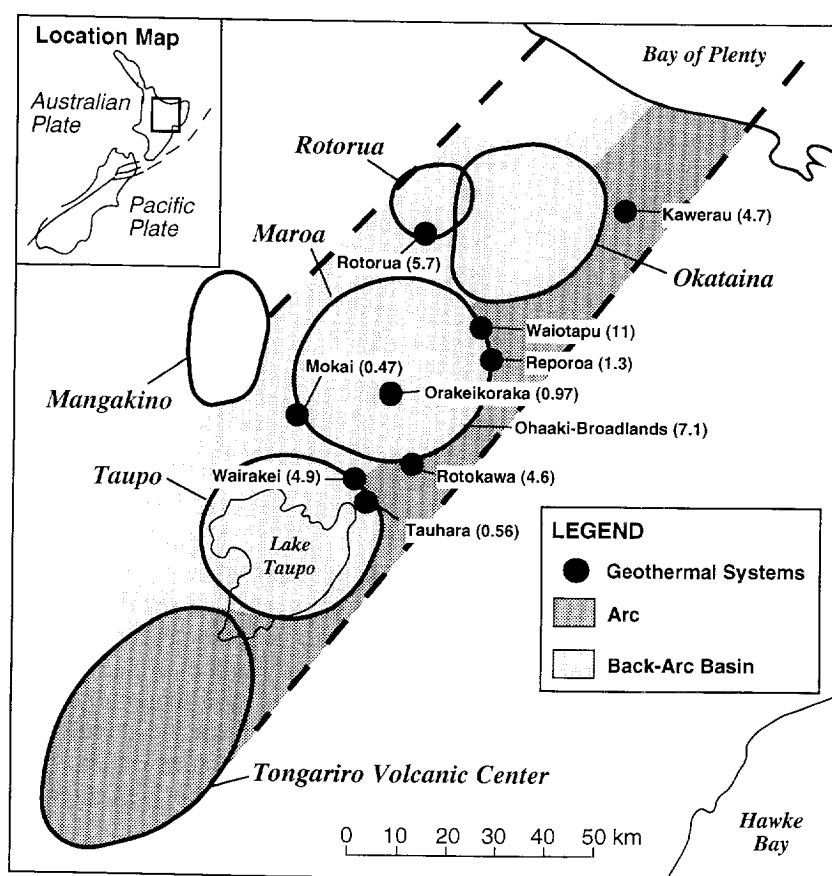 Location Map
Australian
Plate
Pacific
Plate
Bay of Plenty
Rotorua
Kawerau (4.7)
Maroa
Rotorua (5.7)
Okataina
Waiotapu (11)
Reporoa (1.3)
Mokai (0.47)
Orakeikoraka (0.97)
Mangakino
Ohaaki-Broadlands (7.1)
Taupo
Wairakei (4.9)
Rotokawa (4.6)
Tauhara (0.56)
Lake
Taupo
LEGEND
Geothermal Systems
Arc
Back-Arc Basin
Tongariro Volcanic Center
0 10 20 30 40 50 km
Hawke
Bay